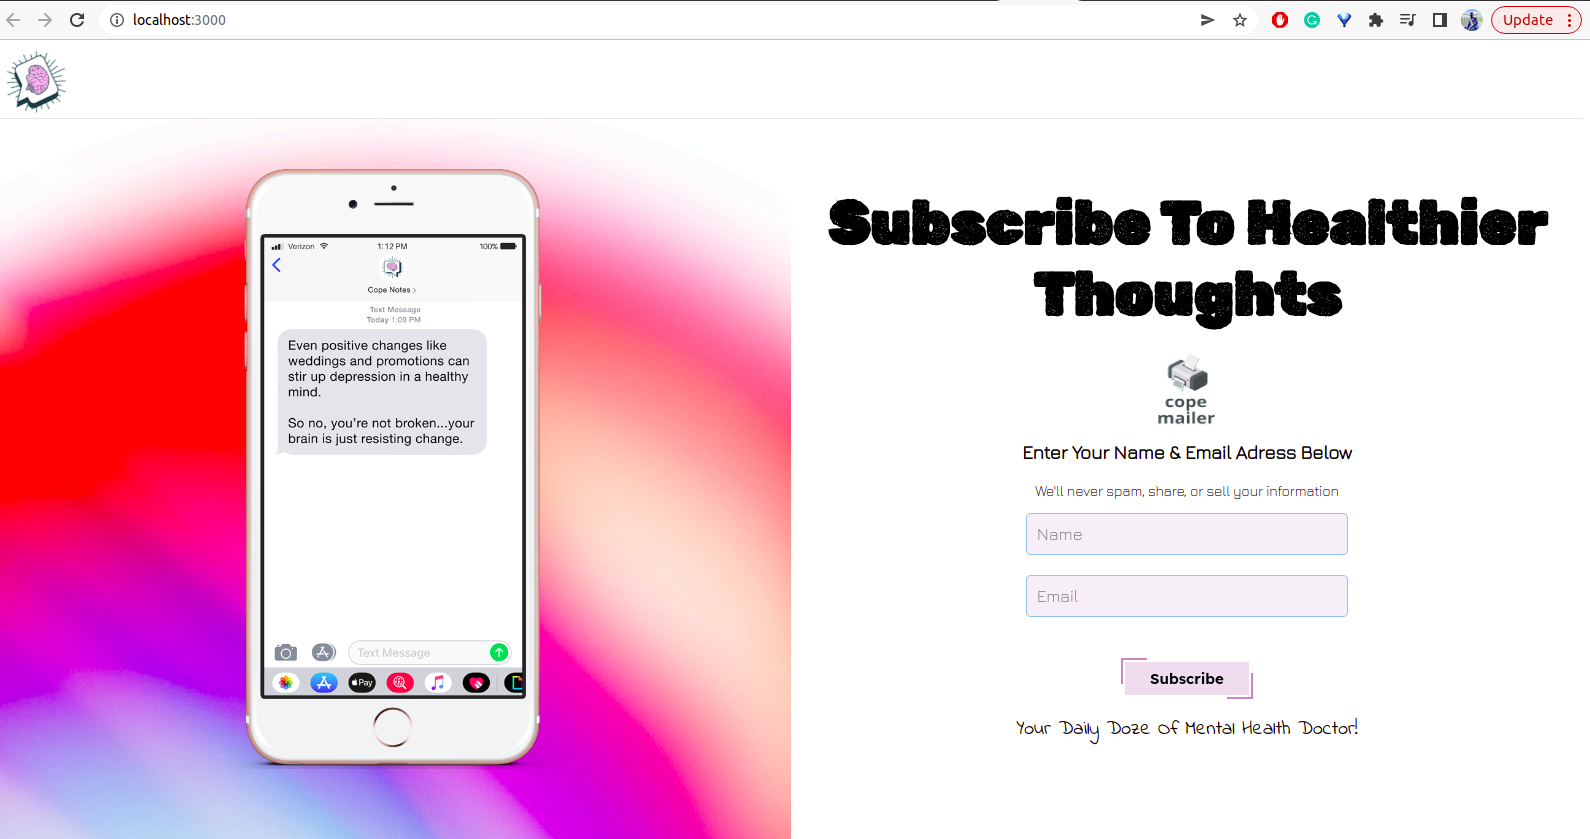 localhost:3000
Update
Verizon 1:12 PM 100%
Cope Notes >
Text Message
Today 1:09 PM
Even positive changes like
weddings and promotions can
stir up depression in a healthy
mind.
So no, you're not broken...your
brain is just resisting change.
Text Message
Pay
Subscribe To Healthier
Thoughts
cope
mailer
Enter Your Name & Email Adress Below
We'll never spam, share, or sell your information
Name
Email
Subscribe
Your Daily Doze Of Mental Health Doctor!